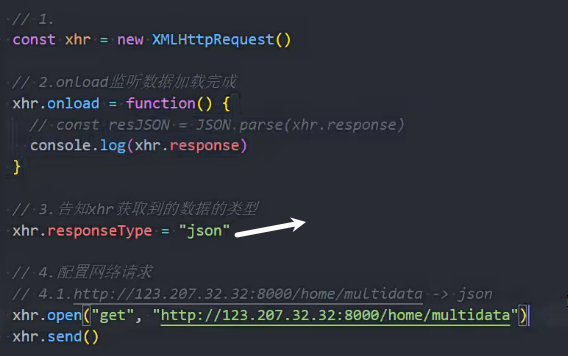 // 1.
const xhr = new XMLHttpRequest()
// 2.onload监听数据加载完成
xhr.onload = function() {
// const resJSON = JSON.parse(xhr.response)
console.log(xhr.response)
}
// 3.告知xhr获取到的数据的类型
xhr.responseType = "json"
// 4.配置网络请求
// 4.1.http://123.207.32.32:8000/home/multidata -> json
xhr.open("get", "http://123.207.32.32:8000/home/multidata")
xhr.send()